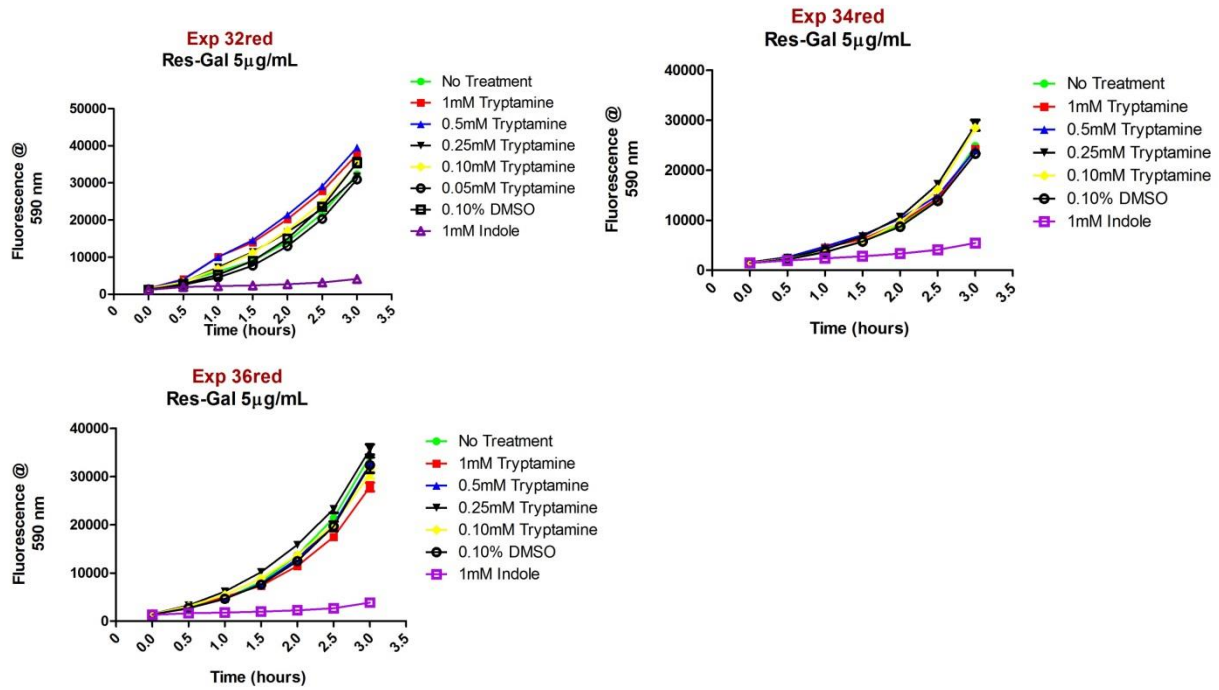 Exp 32red
Res-Gal 5μg/mL
Fluorescence @
590 nm
50000
40000
30000
20000
10000
0
0
0.0
0.5
1.0
1.5
2.0
2.5
3.0
3.5
Time (hours)
No Treatment
1mM Tryptamine
0.5mM Tryptamine
0.25mM Tryptamine
0.10mM Tryptamine
0.05mM Tryptamine
0.10% DMSO
1mM Indole
Exp 34red
Res-Gal 5μg/mL
Fluorescence @
590 nm
40000
30000
20000
10000
0
0
0.0
0.5
1.0
1.5
2.0
2.5
3.0
3.5
Time (hours)
No Treatment
1mM Tryptamine
0.5mM Tryptamine
0.25mM Tryptamine
0.10mM Tryptamine
0.10% DMSO
1mM Indole
Exp 36red
Res-Gal 5μg/mL
Fluorescence @
590 nm
40000
30000
20000
10000
0
0
0.0
0.5
1.0
1.5
2.0
2.5
3.0
3.5
Time (hours)
No Treatment
1mM Tryptamine
0.5mM Tryptamine
0.25mM Tryptamine
0.10mM Tryptamine
0.10% DMSO
1mM Indole